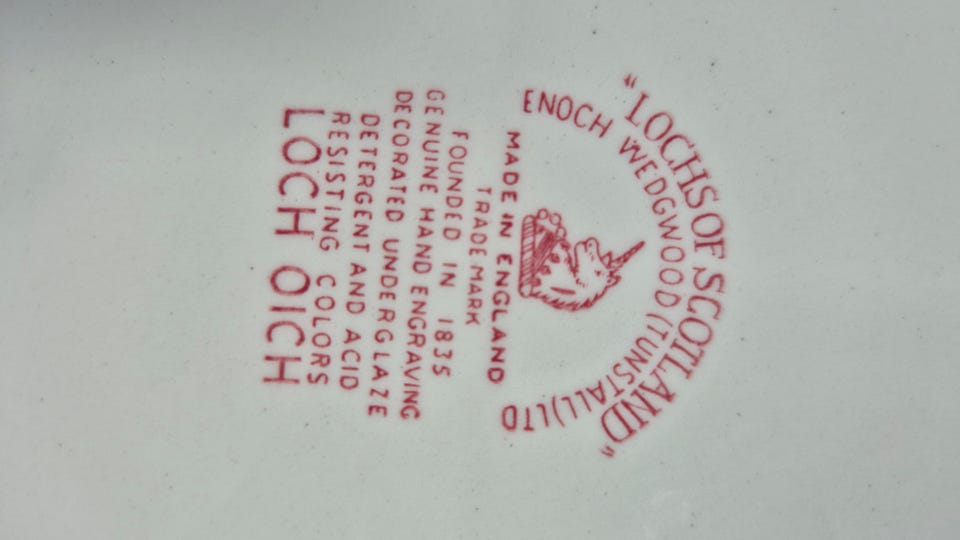 "LOCHS OF SCOTLAND"
ENOCH WEDGWOOD (TUNSTALL) LTD
MADE IN ENGLAND
TRADE MARK
FOUNDED IN 1835
GENUINE HAND ENGRAVING
DECORATED UNDERGLAZE
DETERGENT AND ACID
RESISTING COLORS
LOCH OICH